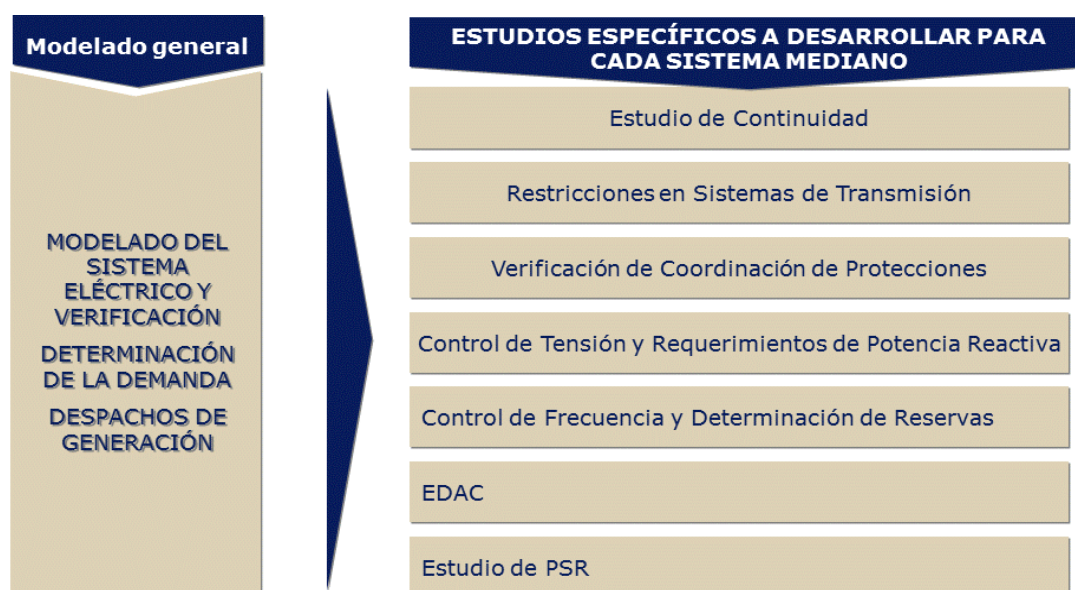 Modelado general
MODELADO DEL
SISTEMA
ELÉCTRICO Y
VERIFICACIÓN
DETERMINACIÓN
DE LA DEMANDA
DESPACHOS DE
GENERACIÓN
ESTUDIOS ESPECÍFICOS A DESARROLLAR PARA
CADA SISTEMA MEDIANO
Estudio de Continuidad
Restricciones en Sistemas de Transmisión
Verificación de Coordinación de Protecciones
Control de Tensión y Requerimientos de Potencia Reactiva
Control de Frecuencia y Determinación de Reservas
EDAC
Estudio de PSR